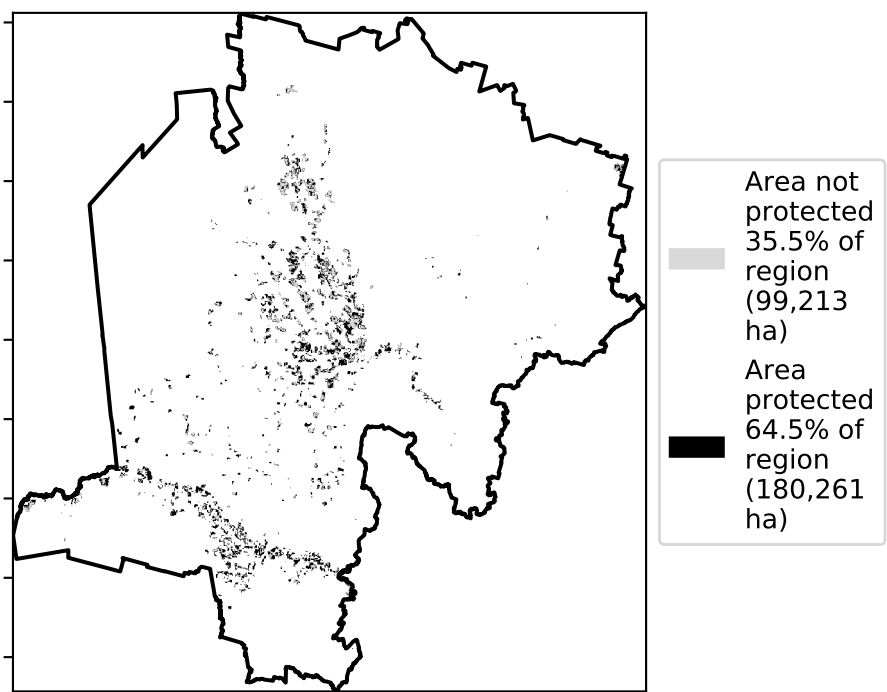 Area not
protected
35.5% of
region
(99,213
ha)
Area
protected
64.5% of
region
(180,261
ha)